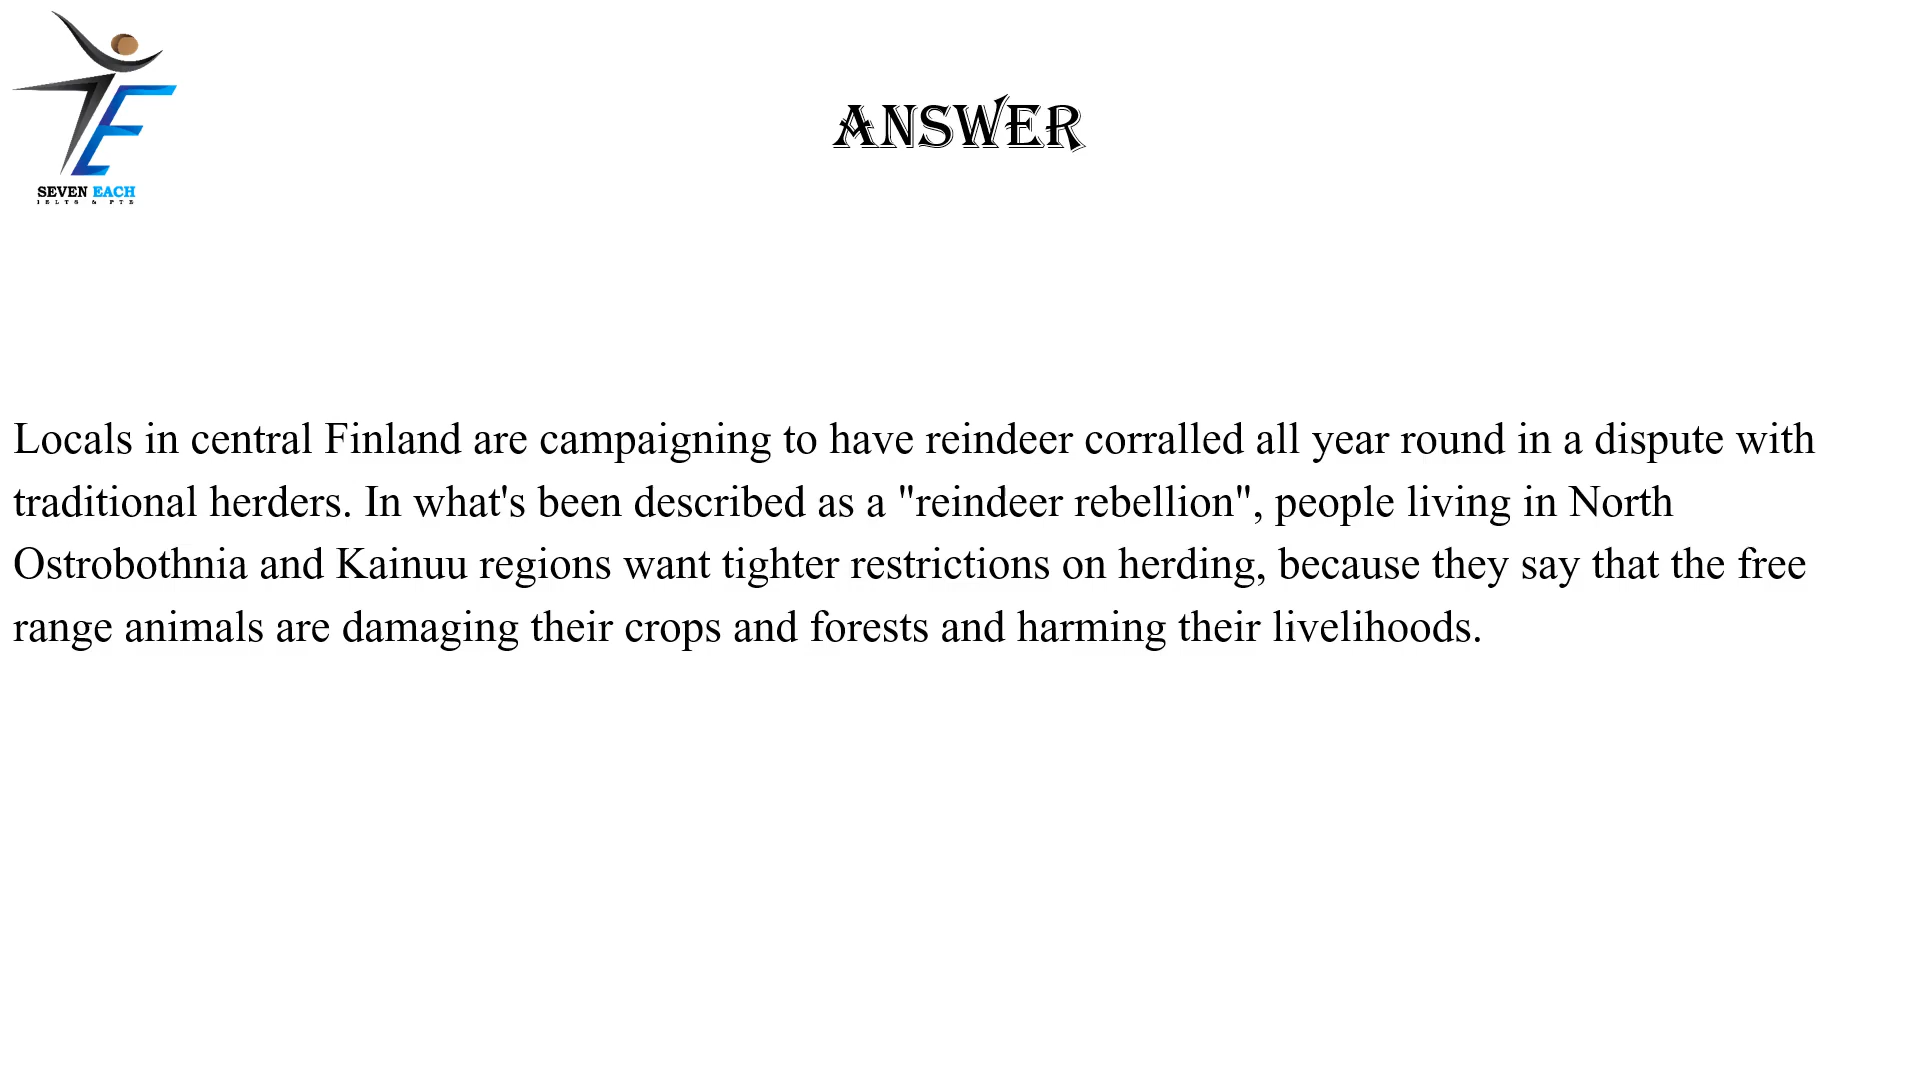 ANSWER
SEVEN EACH
IELTS & PTE
Locals in central Finland are campaigning to have reindeer corralled all year round in a dispute with
traditional herders. In what's been described as a "reindeer rebellion", people living in North
Ostrobothnia and Kainuu regions want tighter restrictions on herding, because they say that the free
range animals are damaging their crops and forests and harming their livelihoods.